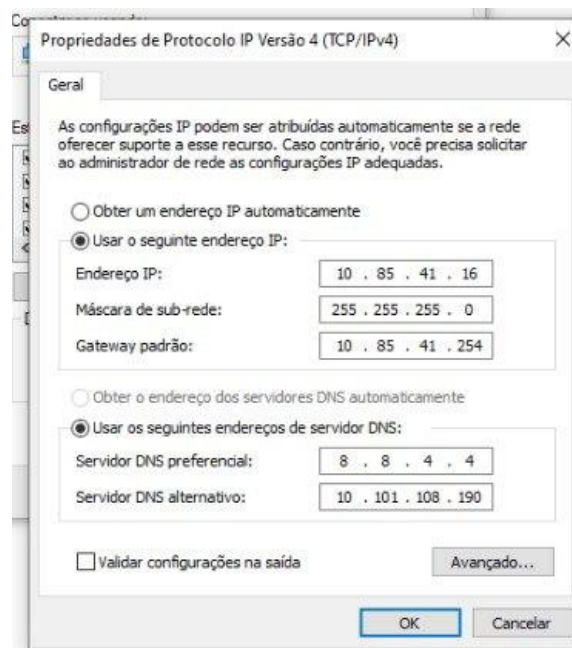 Propriedades de Protocolo IP Versão 4 (TCP/IPv4)
Geral
As configurações IP podem ser atribuídas automaticamente se a rede
oferecer suporte a esse recurso. Caso contrário, você precisa solicitar
ao administrador de rede as configurações IP adequadas.
Obter um endereço IP automaticamente
Usar o seguinte endereço IP:
Endereço IP: 10 . 85 . 41 . 16
Máscara de sub-rede: 255 . 255 . 255 . 0
Gateway padrão: 10 . 85 . 41 . 254
Obter o endereço dos servidores DNS automaticamente
Usar os seguintes endereços de servidor DNS:
Servidor DNS preferencial: 8 . 8 . 4 . 4
Servidor DNS alternativo: 10 . 101 . 108 . 190
Validar configurações na saída
Avançado...
OK Cancelar